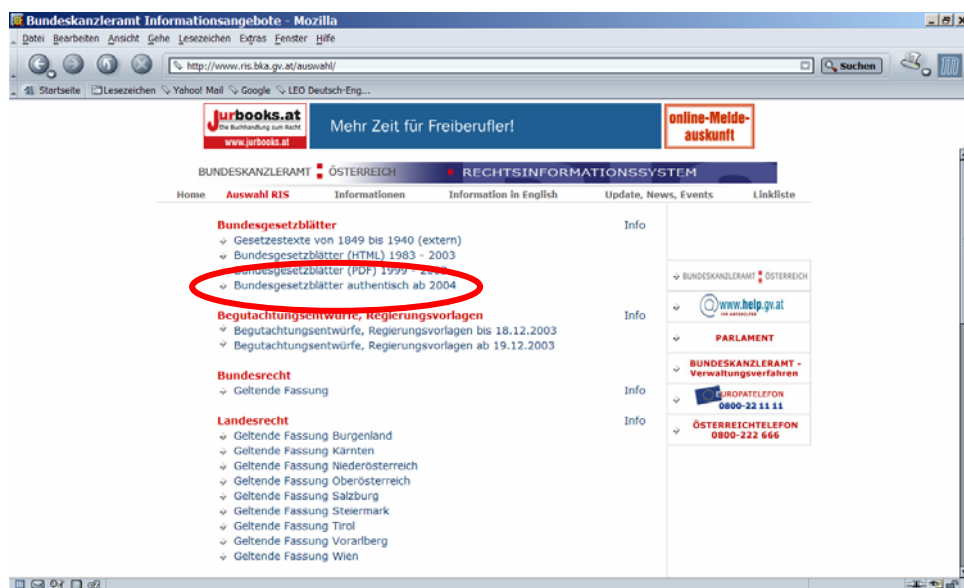 Bundeskanzleramt Informationsangebote - Mozilla
Datei Bearbeiten Ansicht Gehe Lesezeichen Extras Fenster Hilfe
http://www.ris.bka.gv.at/auswahl/
Suchen
Startseite Lesezeichen Yahoo! Mail Google LEO Deutsch-Eng...
Jurbooks.at
Die Buchhandlung zum Recht
www.jurbooks.at
Mehr Zeit für Freiberufler!
online-Melde-
auskunft
BUNDESKANZLERAMT ÖSTERREICH
RECHTSINFORMATIONSSYSTEM
Home Auswahl RIS Informationen Information in English Update, News, Events Linkliste
Bundesgesetzblätter Info
Gesetzestexte von 1849 bis 1940 (extern)
Bundesgesetzblätter (HTML) 1983 - 2003
Bundesgesetzblätter (PDF) 1999 -
Bundesgesetzblätter authentisch ab 2004
Begutachtungsentwürfe, Regierungsvorlagen Info
Begutachtungsentwürfe, Regierungsvorlagen bis 18.12.2003
Begutachtungsentwürfe, Regierungsvorlagen ab 19.12.2003
Bundesrecht
Geltende Fassung Info
Landesrecht Info
Geltende Fassung Burgenland
Geltende Fassung Kärnten
Geltende Fassung Niederösterreich
Geltende Fassung Oberösterreich
Geltende Fassung Salzburg
Geltende Fassung Steiermark
Geltende Fassung Tirol
Geltende Fassung Vorarlberg
Geltende Fassung Wien
BUNDESKANZLERAMT ÖSTERREICH
www.help.gv.at
PARLAMENT
BUNDESKANZLERAMT -
Verwaltungsverfahren
EUROPATELEFON
0800-22 11 11
ÖSTERREICHTELEFON
0800-222 666